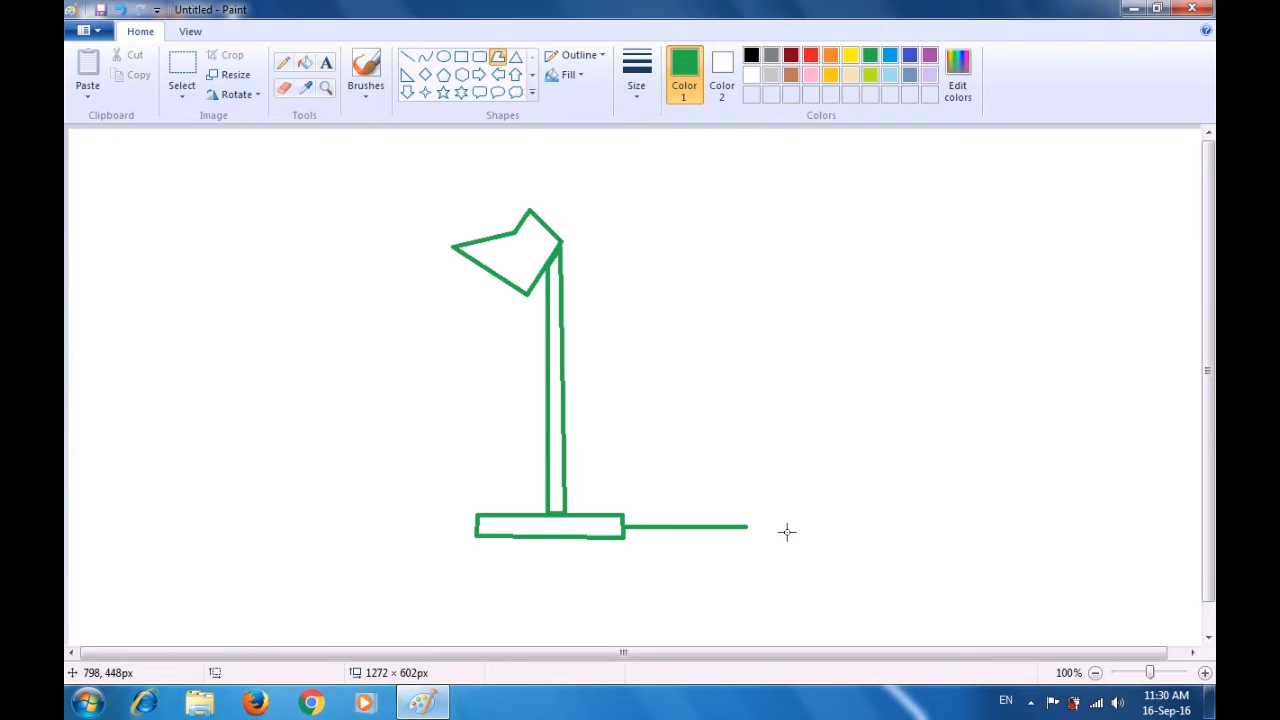 Untitled - Paint
Home View
Paste
Cut
Copy
Clipboard
Select
Crop
Resize
Rotate
Image
A
Tools
Brushes
Outline
Fill
Shapes
Size
Color 1
Color 2
Edit colors
Colors
798, 448px
1272 × 602px
100%
EN
11:30 AM
16-Sep-16